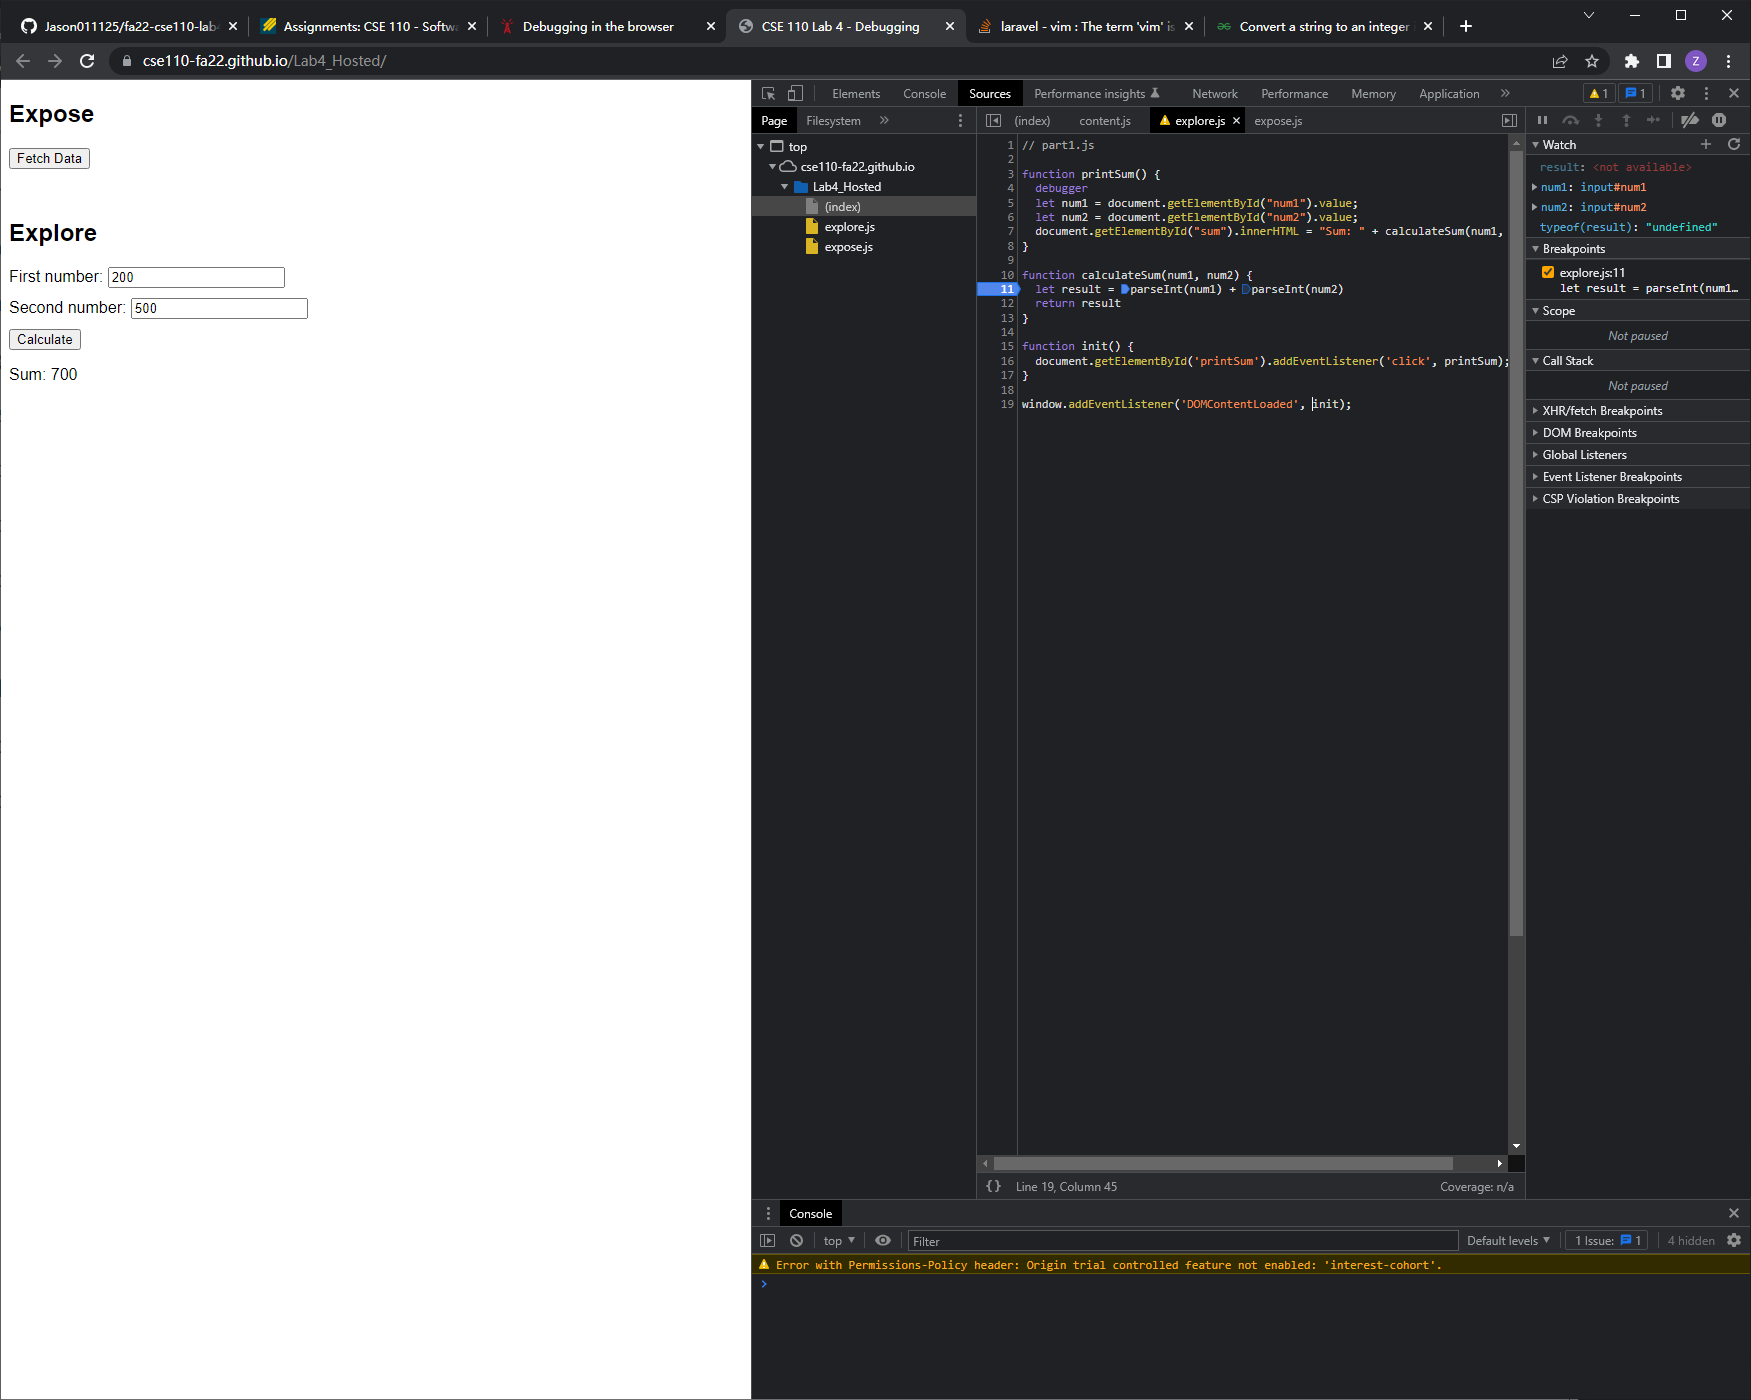 Jason011125/fa22-cse110-lab
Assignments: CSE 110 - Softwa
Debugging in the browser
CSE 110 Lab 4 - Debugging
laravel - vim : The term 'vim' is
Convert a string to an integer
cse110-fa22.github.io/Lab4_Hosted/
Z
Expose
Fetch Data
Explore
First number: 200
Second number: 500
Calculate
Sum: 700
Elements
Console
Sources
Performance insights
Network
Performance
Memory
Application
1
1
Page
Filesystem
top
cse110-fa22.github.io
Lab4_Hosted
(index)
explore.js
expose.js
(index)
content.js
explore.js
expose.js
1 // part1.js
2
3 function printSum() {
4 debugger
5 let num1 = document.getElementById("num1").value;
6 let num2 = document.getElementById("num2").value;
7 document.getElementById("sum").innerHTML = "Sum: " + calculateSum(num1,
8 }
9
10 function calculateSum(num1, num2) {
11 let result = parseInt(num1) + parseInt(num2)
12 return result
13 }
14
15 function init() {
16 document.getElementById('printSum').addEventListener('click', printSum);
17 }
18
19 window.addEventListener('DOMContentLoaded', init);
{} Line 19, Column 45
Coverage: n/a
Watch
result: <not available>
num1: input#num1
num2: input#num2
typeof(result): "undefined"
Breakpoints
explore.js:11
let result = parseInt(num1…
Scope
Not paused
Call Stack
Not paused
XHR/fetch Breakpoints
DOM Breakpoints
Global Listeners
Event Listener Breakpoints
CSP Violation Breakpoints
Console
top
Filter
Default levels
1 Issue: 1
4 hidden
Error with Permissions-Policy header: Origin trial controlled feature not enabled: 'interest-cohort'.